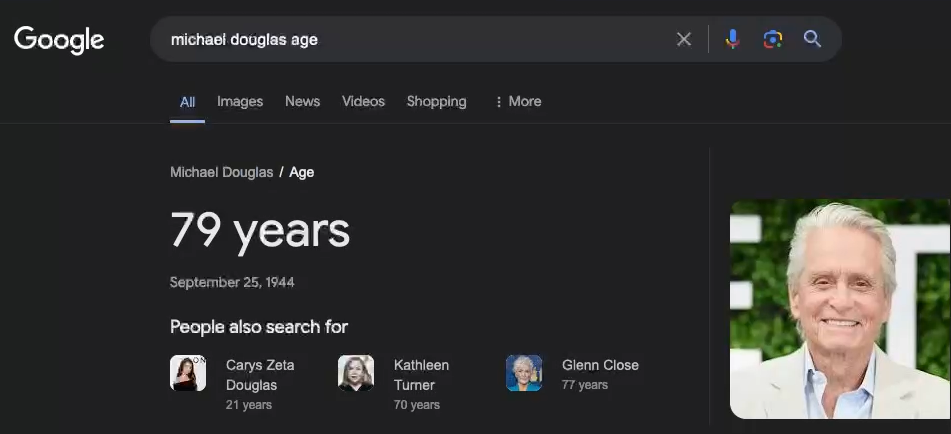 Google
michael douglas age
All Images News Videos Shopping More
Michael Douglas / Age
79 years
September 25, 1944
People also search for
Carys Zeta
Douglas
21 years
Kathleen
Turner
70 years
Glenn Close
77 years